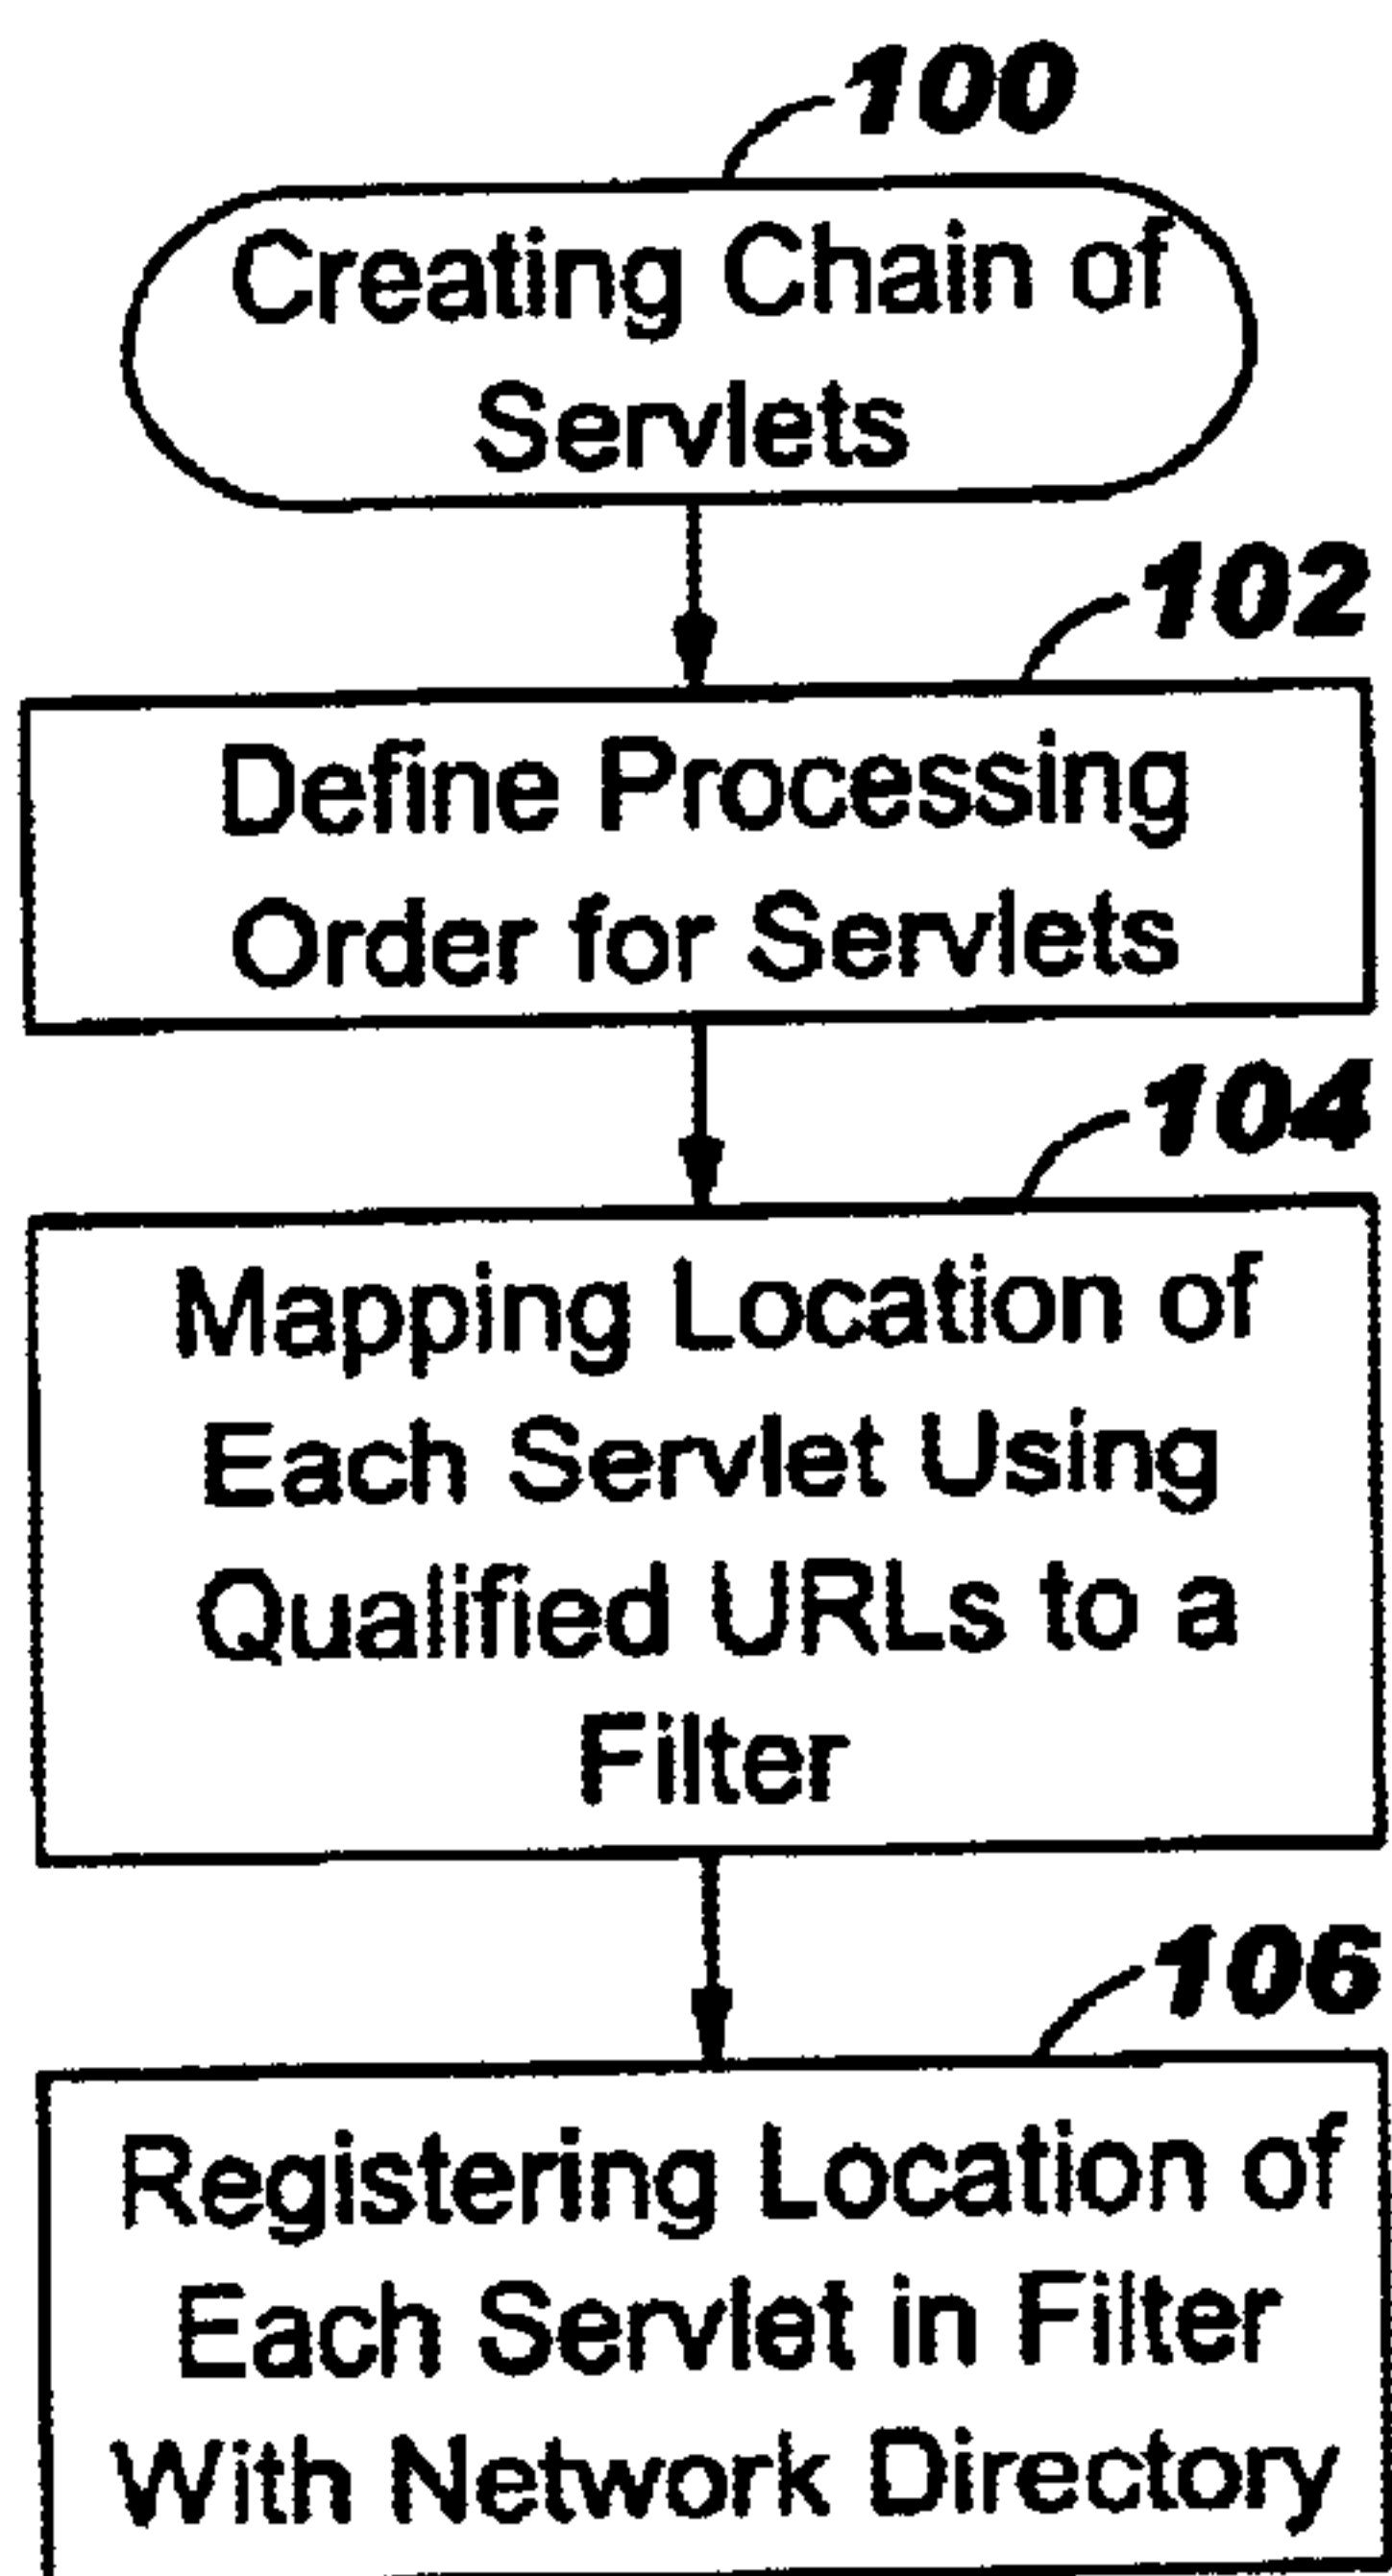 100
Creating Chain of
Servlets
102
Define Processing
Order for Servlets
104
Mapping Location of
Each Servlet Using
Qualified URLs to a
Filter
106
Registering Location of
Each Servlet in Filter
With Network Directory